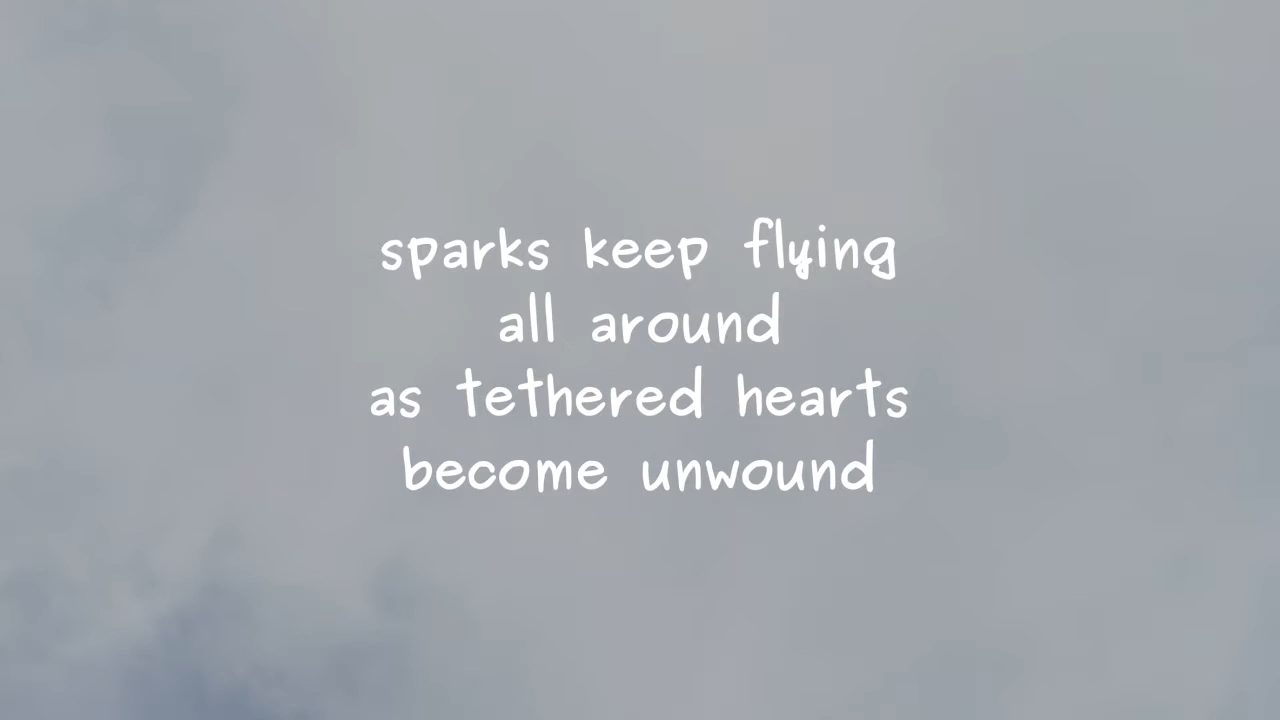 sparks keep flying
all around
as tethered hearts
become unwound